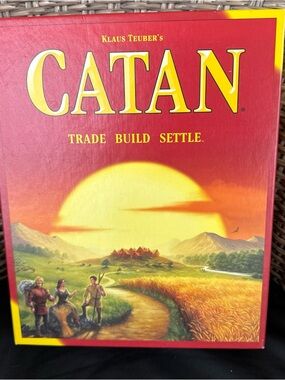 KLAUS TEUBER'S
CATAN
TRADE BUILD SETTLE.